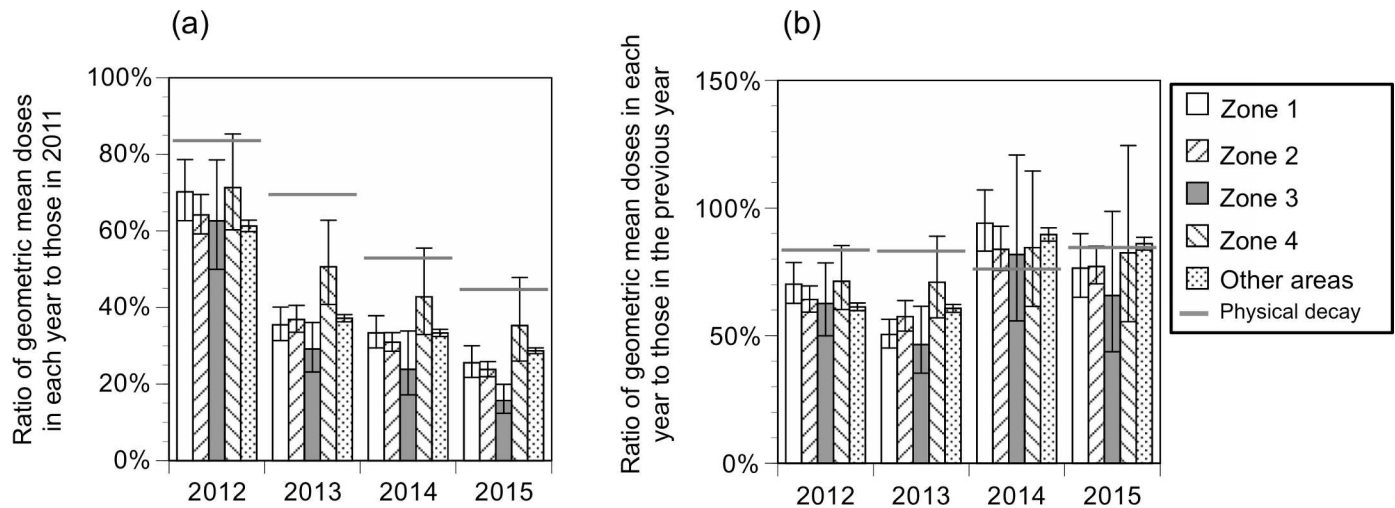 (a)
Ratio of geometric mean doses
in each year to those in 2011
100%
80%
60%
40%
20%
0%
2012 2013 2014 2015
(b)
Ratio of geometric mean doses in each
year to those in the previous year
150%
100%
50%
0%
2012 2013 2014 2015
Zone 1
Zone 2
Zone 3
Zone 4
Other areas
Physical decay